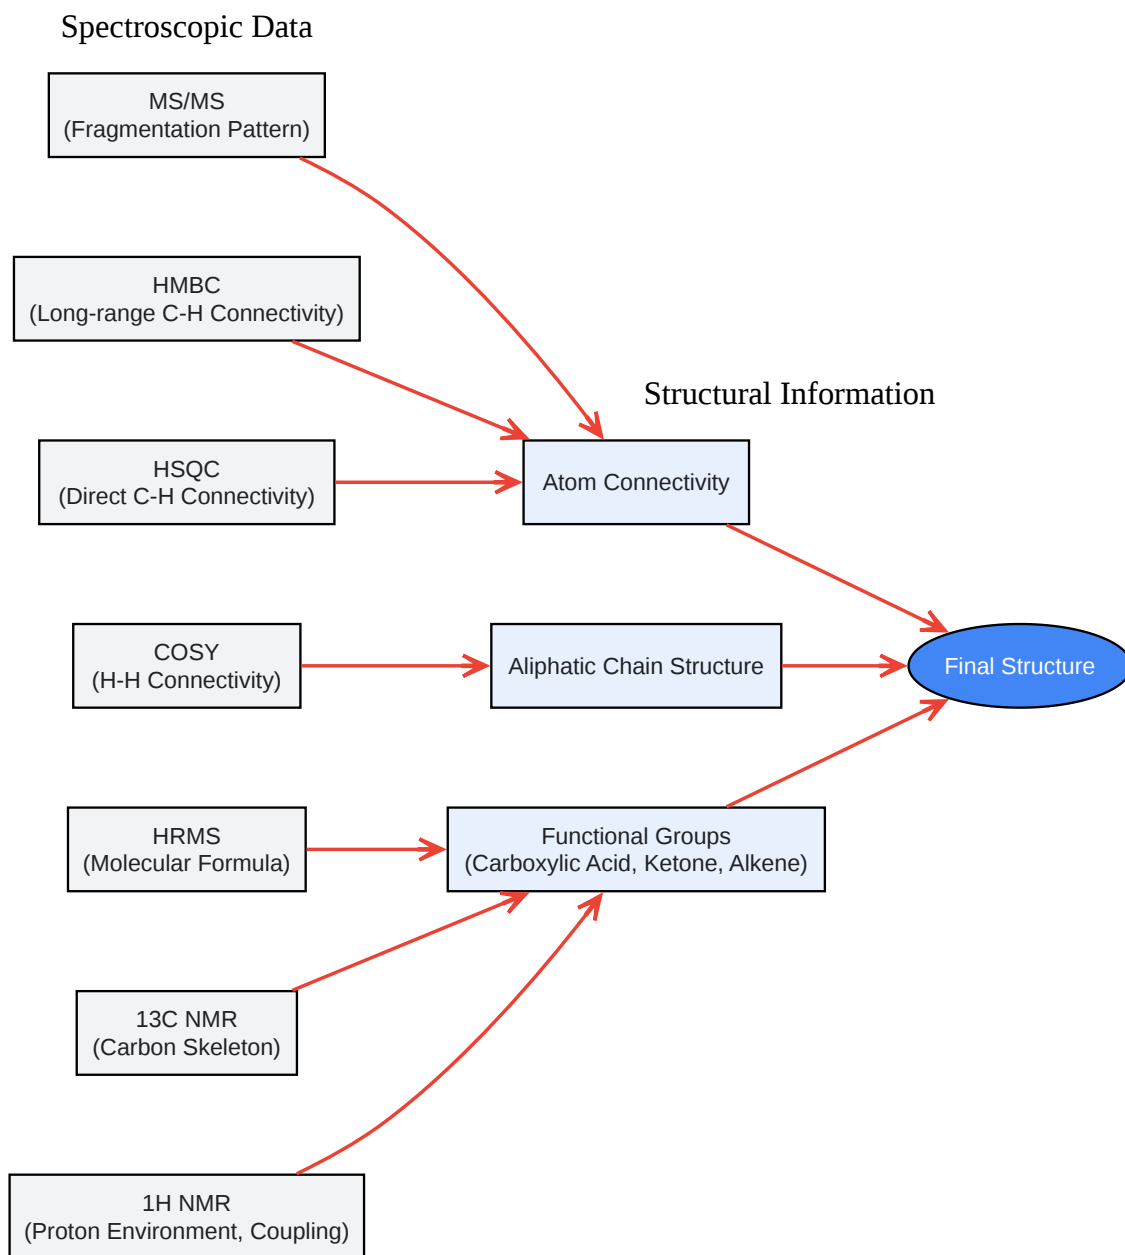 Spectroscopic Data
MS/MS
(Fragmentation Pattern)
HMBC
(Long-range C-H Connectivity)
Structural Information
HSQC
(Direct C-H Connectivity)
Atom Connectivity
COSY
(H-H Connectivity)
Aliphatic Chain Structure
Final Structure
HRMS
(Molecular Formula)
Functional Groups
(Carboxylic Acid, Ketone, Alkene)
13C NMR
(Carbon Skeleton)
1H NMR
(Proton Environment, Coupling)